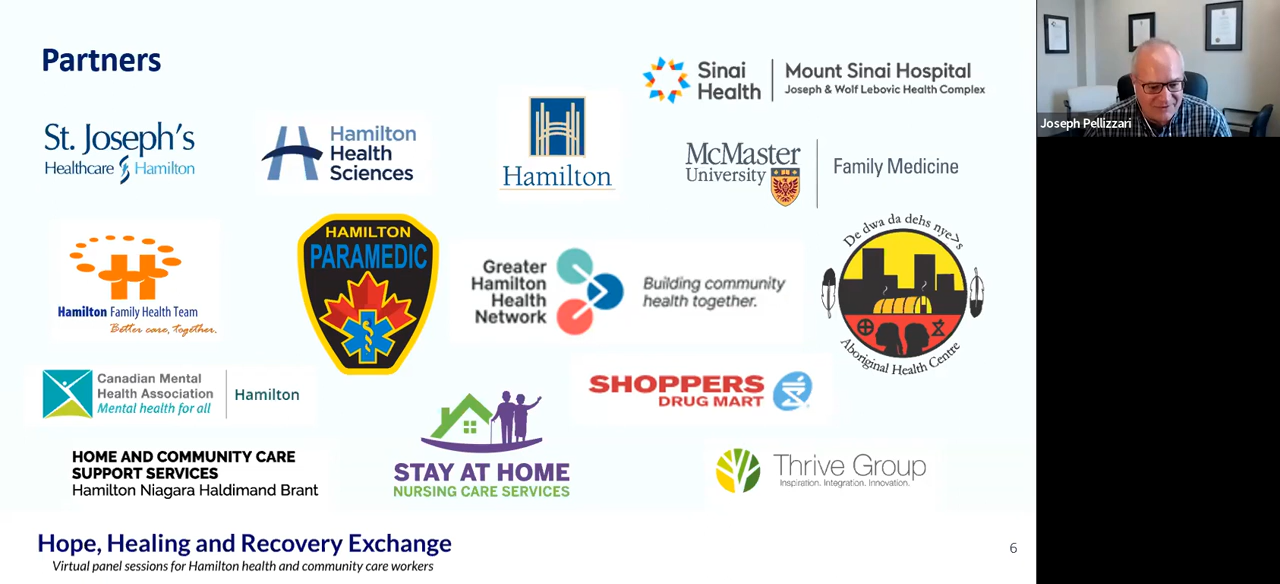 Partners
Sinai
Health
Mount Sinai Hospital
Joseph & Wolf Lebovic Health Complex
St. Joseph's
Healthcare Hamilton
Hamilton
Health
Sciences
Hamilton
McMaster
University
Family Medicine
Hamilton Family Health Team
Better care, together.
HAMILTON
PARAMEDIC
Greater
Hamilton
Health
Network
Building community
health together.
De dwa da dehs nye>s
Aboriginal Health Centre
Canadian Mental
Health Association
Mental health for all
Hamilton
SHOPPERS
DRUG MART
HOME AND COMMUNITY CARE
SUPPORT SERVICES
Hamilton Niagara Haldimand Brant
STAY AT HOME
NURSING CARE SERVICES
Thrive Group
Inspiration. Integration. Innovation.
Hope, Healing and Recovery Exchange
Virtual panel sessions for Hamilton health and community care workers
6
Joseph Pellizzari